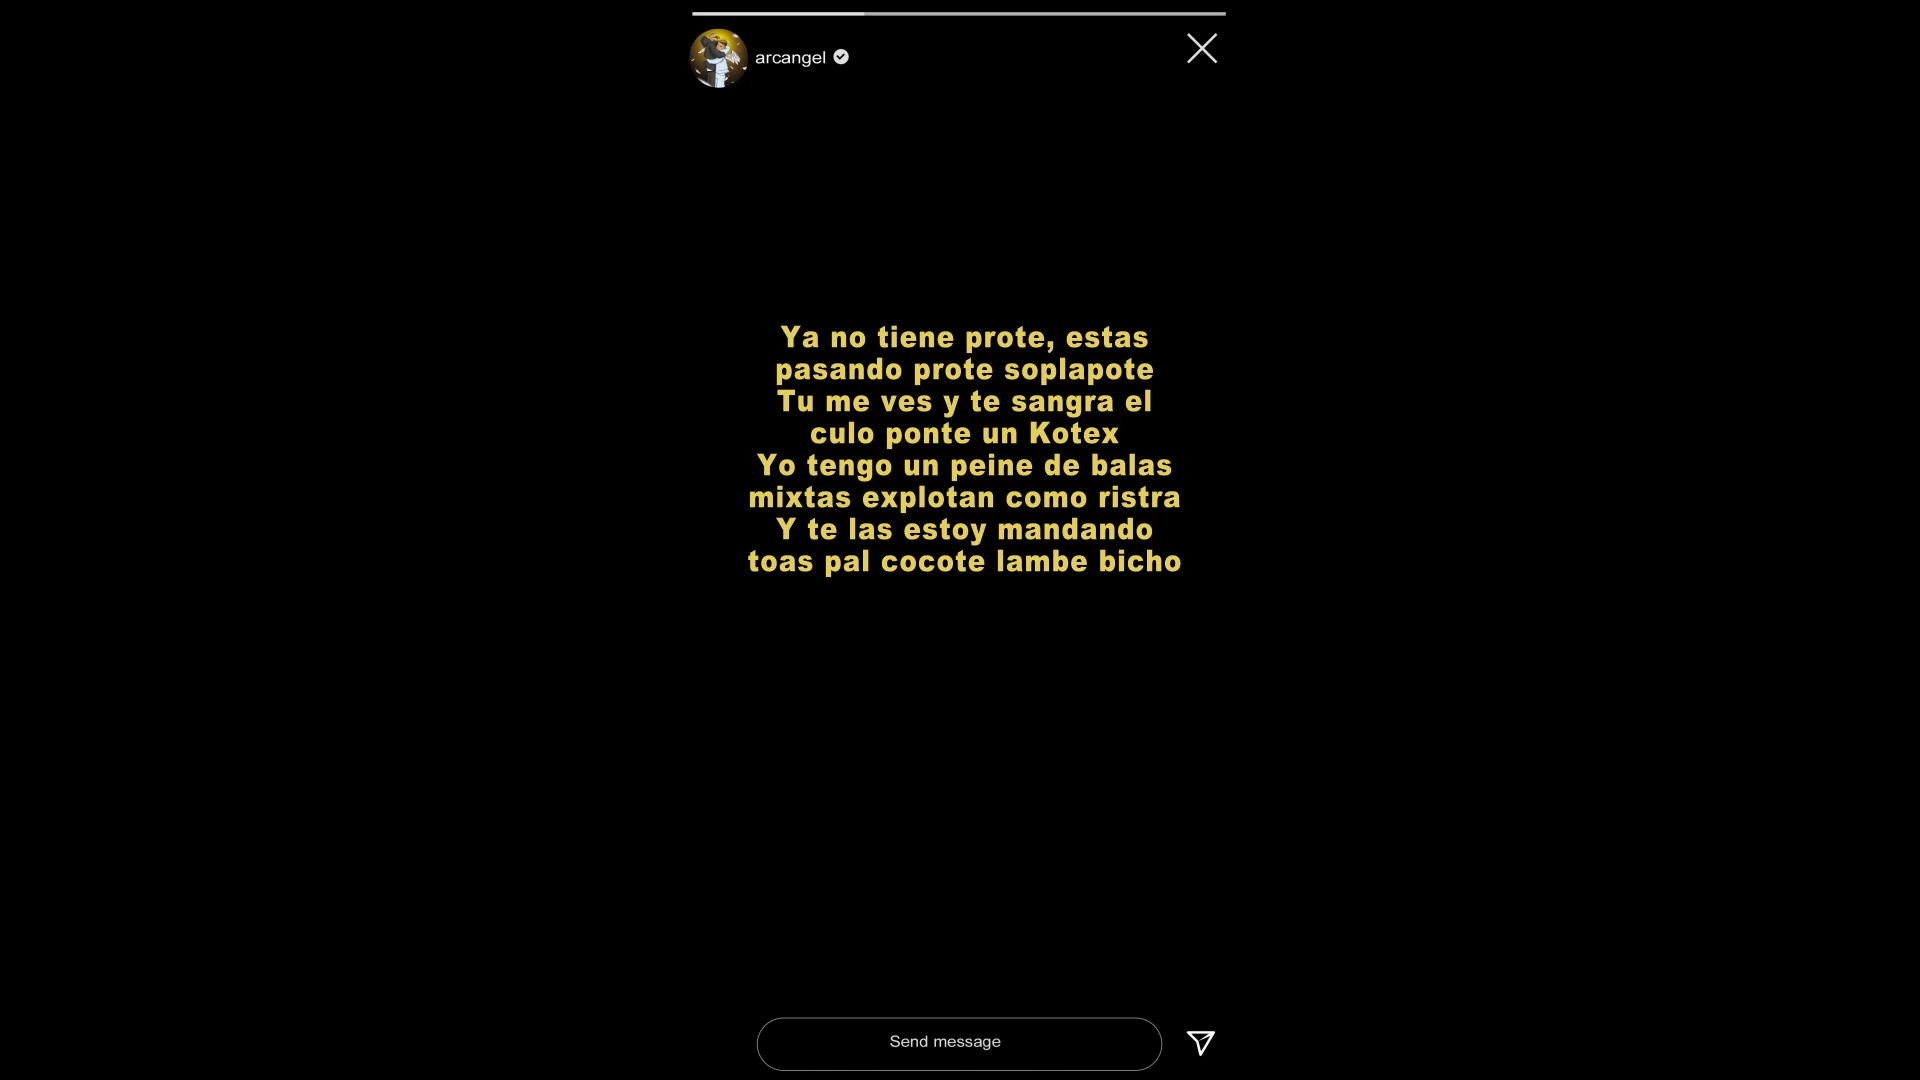 arcangel
Ya no tiene prote, estas
pasando prote soplapote
Tu me ves y te sangra el
culo ponte un Kotex
Yo tengo un peine de balas
mixtas explotan como ristra
Y te las estoy mandando
toas pal cocote lambe bicho
Send message